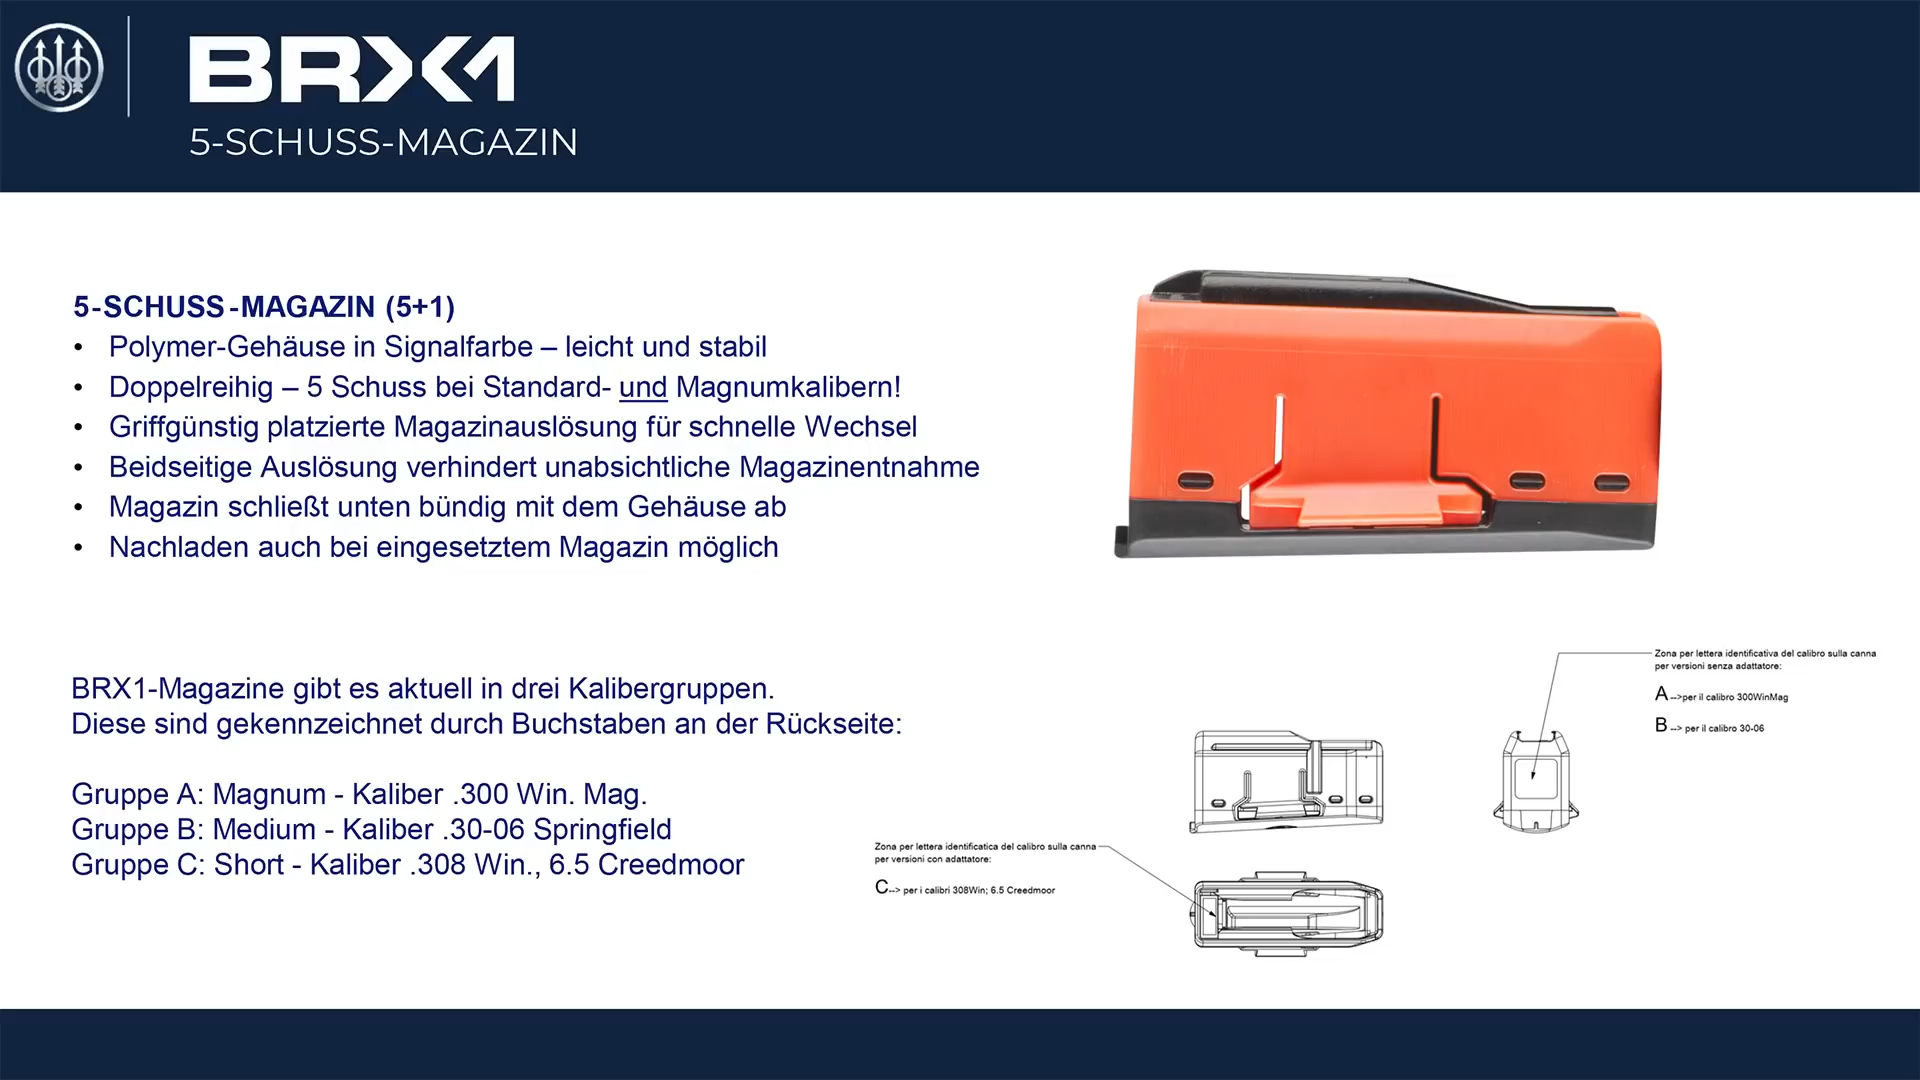 BRX1
5-SCHUSS-MAGAZIN
5-SCHUSS-MAGAZIN (5+1)
• Polymer-Gehäuse in Signalfarbe – leicht und stabil
• Doppelreihig – 5 Schuss bei Standard- und Magnumkalibern!
• Griffgünstig platzierte Magazinauslösung für schnelle Wechsel
• Beidseitige Auslösung verhindert unabsichtliche Magazinentnahme
• Magazin schließt unten bündig mit dem Gehäuse ab
• Nachladen auch bei eingesetztem Magazin möglich
BRX1-Magazine gibt es aktuell in drei Kalibergruppen.
Diese sind gekennzeichnet durch Buchstaben an der Rückseite:
Gruppe A: Magnum - Kaliber .300 Win. Mag.
Gruppe B: Medium - Kaliber .30-06 Springfield
Gruppe C: Short - Kaliber .308 Win., 6.5 Creedmoor
Zona per lettera identificativa del calibro sulla canna
per versioni senza adattatore:
A -->per il calibro 300WinMag
B --> per il calibro 30-06
Zona per lettera identificatica del calibro sulla canna
per versioni con adattatore:
C--> per i calibri 308Win; 6.5 Creedmoor